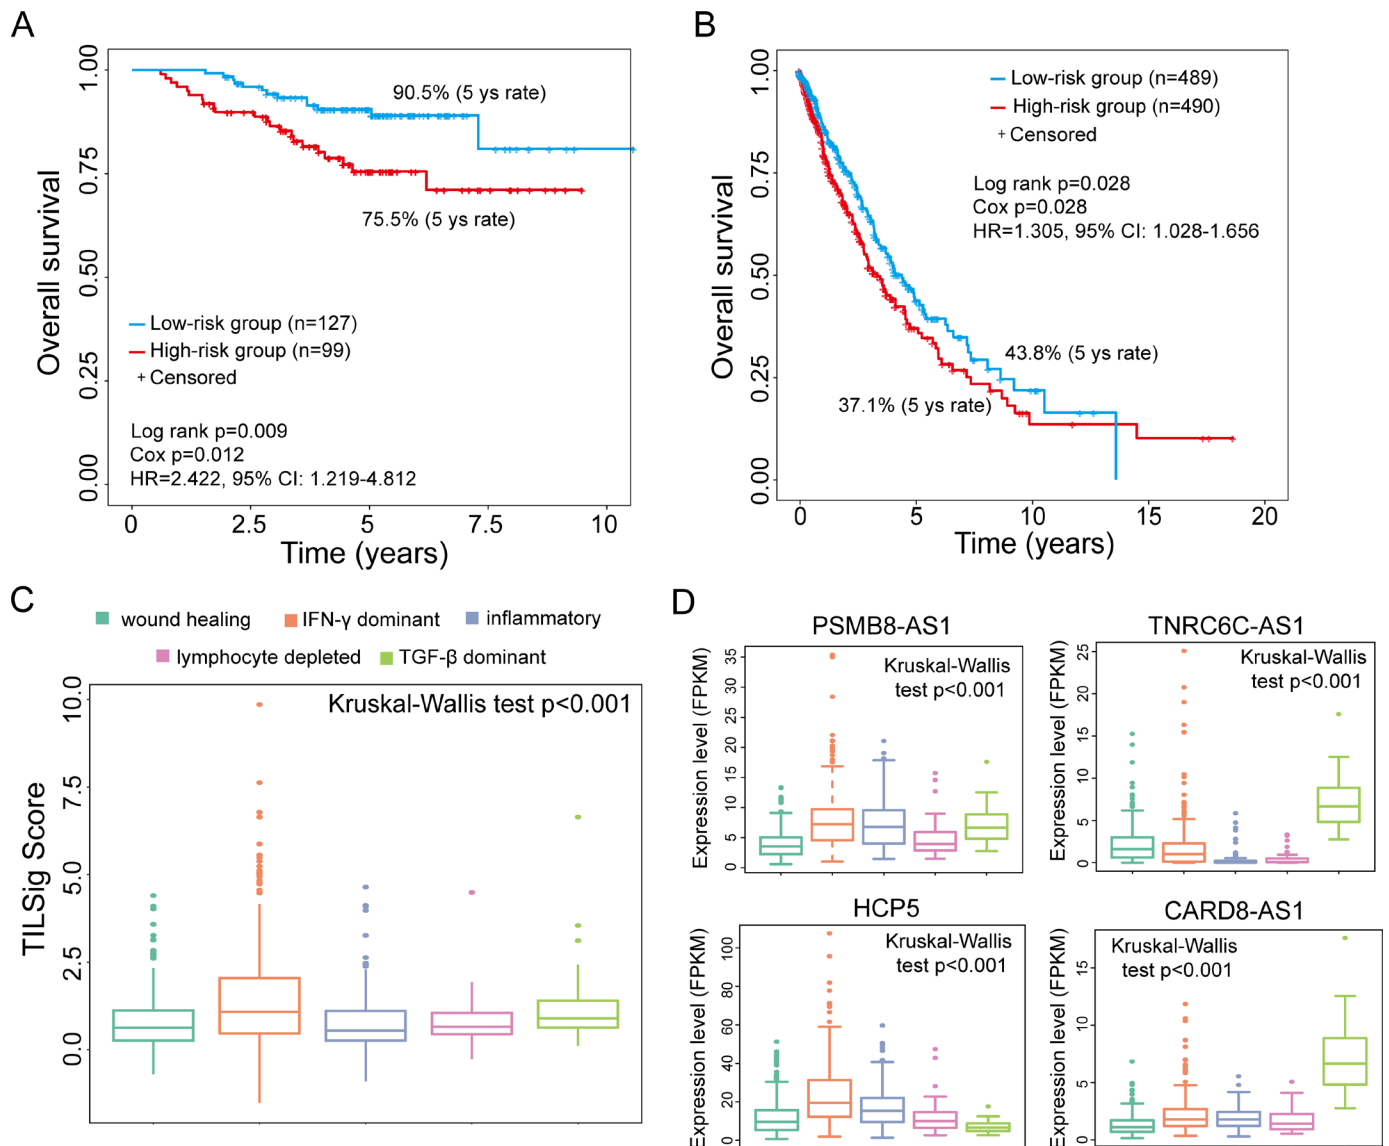 A
1.00
0.75
0.50
0.25
0.00
Overall survival
90.5% (5 ys rate)
75.5% (5 ys rate)
Low-risk group (n=127)
High-risk group (n=99)
+ Censored
Log rank p=0.009
Cox p=0.012
HR=2.422, 95% CI: 1.219-4.812
0 2.5 5 7.5 10
Time (years)
B
1.00
0.75
0.50
0.25
0.00
Overall survival
Low-risk group (n=489)
High-risk group (n=490)
+ Censored
Log rank p=0.028
Cox p=0.028
HR=1.305, 95% CI: 1.028-1.656
43.8% (5 ys rate)
37.1% (5 ys rate)
0 5 10 15 20
Time (years)
C
wound healing IFN-γ dominant inflammatory
lymphocyte depleted TGF-β dominant
Kruskal-Wallis test p<0.001
10.0
7.5
5.0
2.5
0.0
TILSig Score
D
PSMB8-AS1
Kruskal-Wallis
test p<0.001
35
30
25
20
15
10
5
0
Expression level (FPKM)
TNRC6C-AS1
Kruskal-Wallis
test p<0.001
25
20
15
10
5
0
Expression level (FPKM)
HCP5
Kruskal-Wallis
test p<0.001
100
80
60
40
20
0
Expression level (FPKM)
CARD8-AS1
Kruskal-Wallis
test p<0.001
15
10
5
0
Expression level (FPKM)